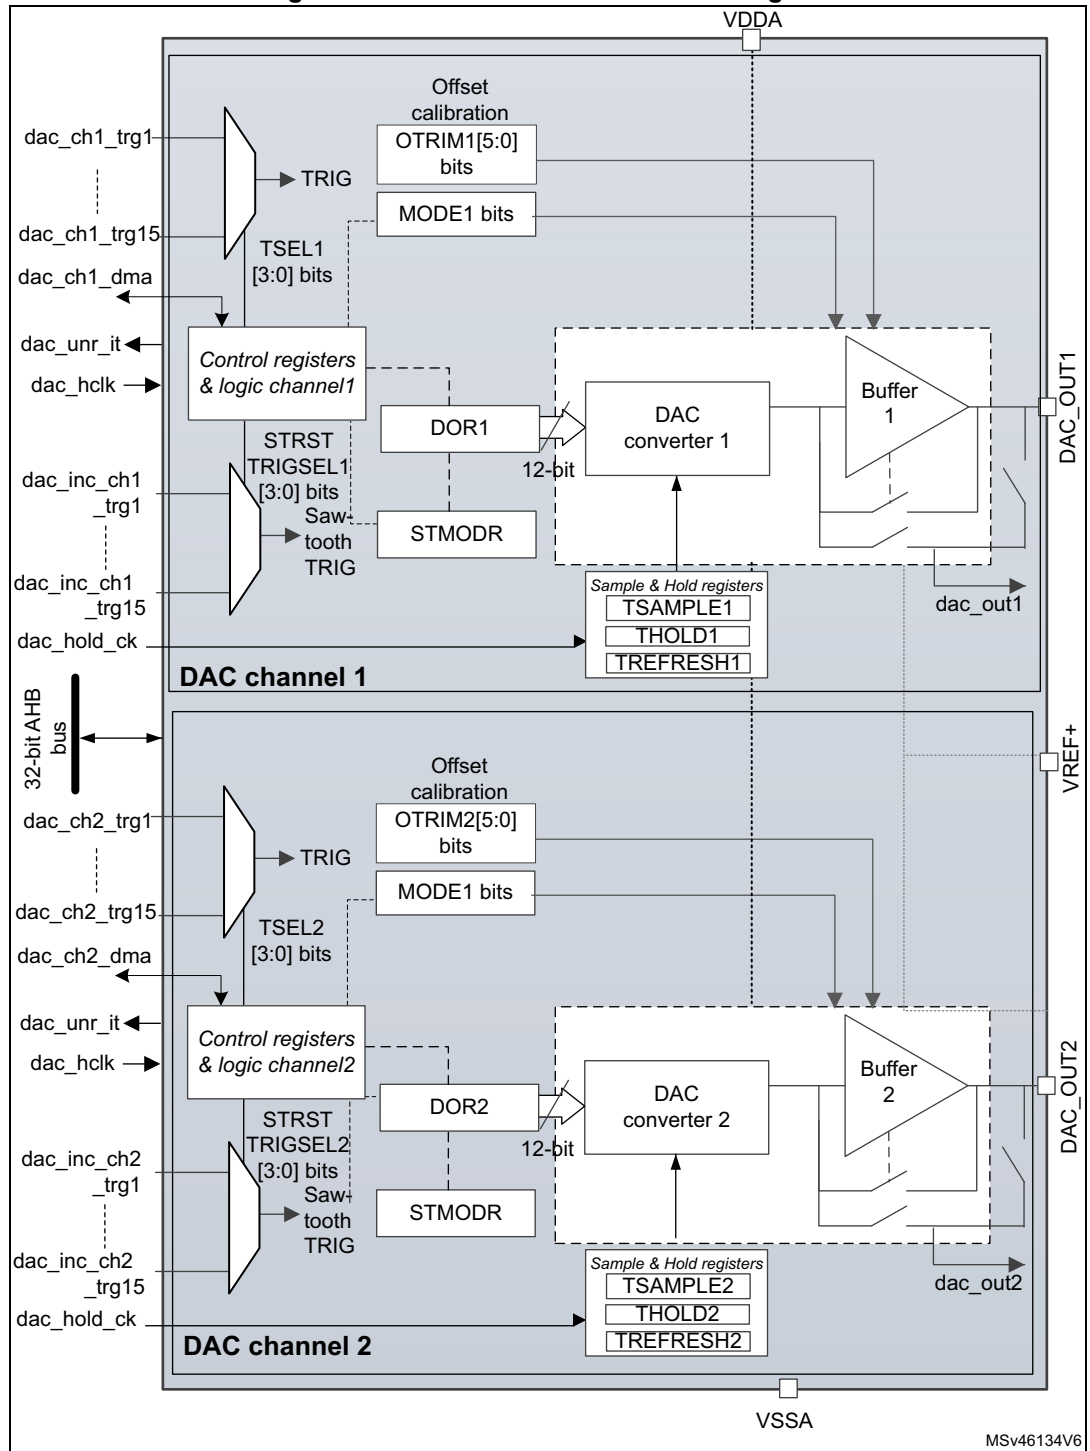 VDDA
Offset
calibration
OTRIM1[5:0]
bits
dac_ch1_trg1
TRIG
MODE1 bits
dac_ch1_trg15
TSEL1
[3:0] bits
dac_ch1_dma
dac_unr_it
Control registers
& logic channel1
dac_hclk
DOR1
12-bit
DAC
converter 1
Buffer
1
DAC_OUT1
STRST
TRIGSEL1
[3:0] bits
dac_inc_ch1
_trg1
Saw-
tooth
TRIG
STMODR
dac_inc_ch1
_trg15
Sample & Hold registers
TSAMPLE1
THOLD1
TREFRESH1
dac_out1
dac_hold_ck
DAC channel 1
32-bit AHB
bus
VREF+
Offset
calibration
OTRIM2[5:0]
bits
dac_ch2_trg1
TRIG
MODE1 bits
dac_ch2_trg15
TSEL2
[3:0] bits
dac_ch2_dma
dac_unr_it
Control registers
& logic channel2
dac_hclk
DOR2
12-bit
DAC
converter 2
Buffer
2
DAC_OUT2
STRST
TRIGSEL2
[3:0] bits
dac_inc_ch2
_trg1
Saw-
tooth
TRIG
STMODR
dac_inc_ch2
_trg15
Sample & Hold registers
TSAMPLE2
THOLD2
TREFRESH2
dac_out2
dac_hold_ck
DAC channel 2
VSSA
MSv46134V6